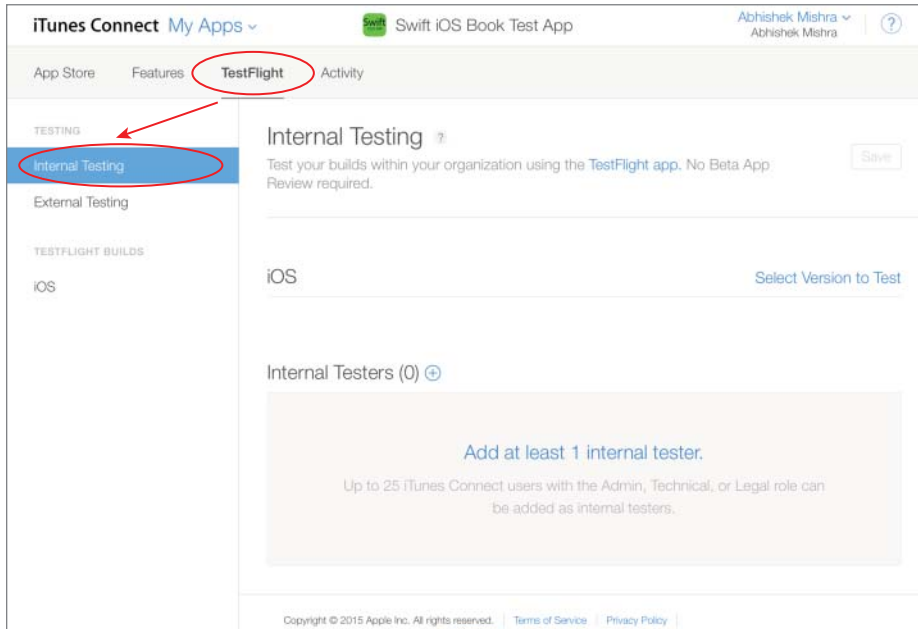 iTunes Connect My Apps
Swift
Swift iOS Book Test App
Abhishek Mishra
Abhishek Mishra
?
App Store Features TestFlight Activity
TESTING
Internal Testing
External Testing
TESTFLIGHT BUILDS
iOS
Internal Testing ?
Test your builds within your organization using the TestFlight app. No Beta App
Review required.
Save
iOS
Select Version to Test
Internal Testers (0)
Add at least 1 internal tester.
Up to 25 iTunes Connect users with the Admin, Technical, or Legal role can
be added as internal testers.
Copyright © 2015 Apple Inc. All rights reserved. Terms of Service Privacy Policy